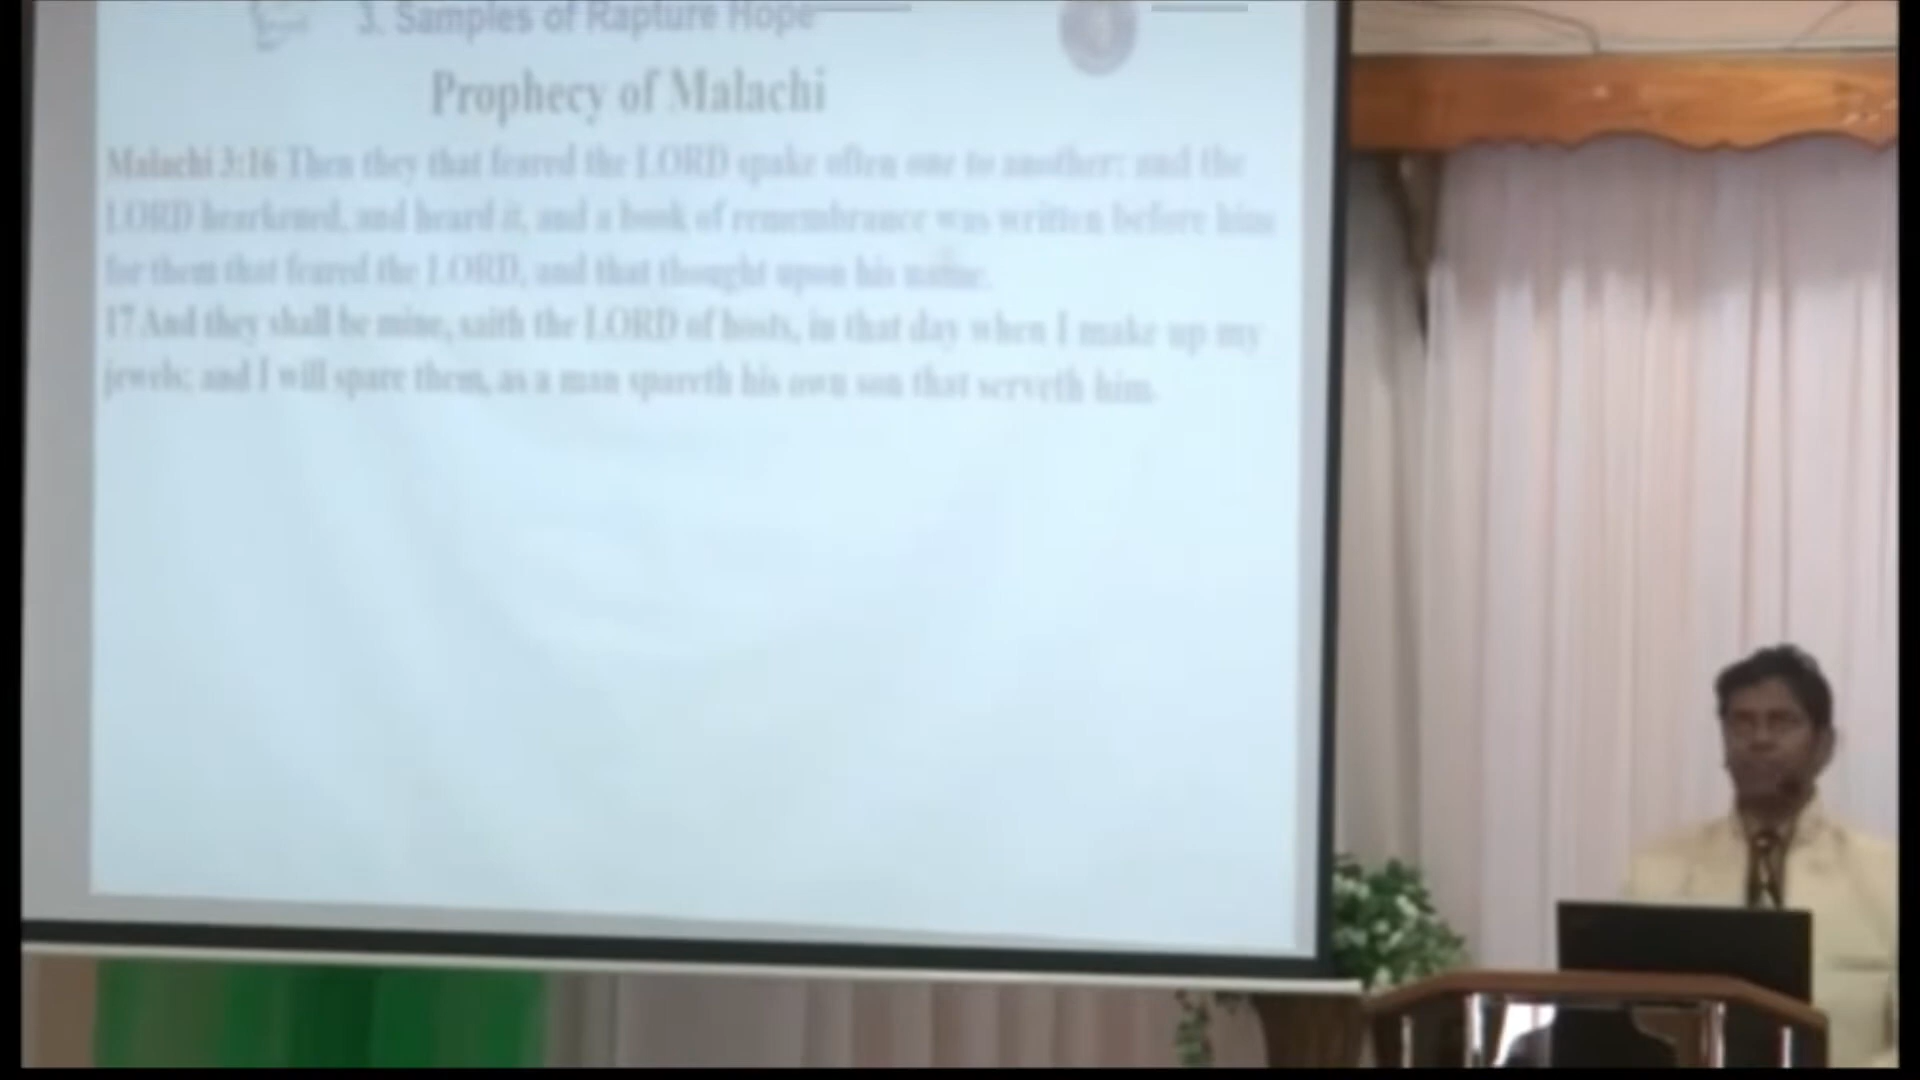 3. Samples of Rapture Hope
Prophecy of Malachi
Malachi 3:16 Then they that feared the LORD spake often one to another: and the
LORD hearkened, and heard it, and a book of remembrance was written before him
for them that feared the LORD, and that thought upon his name.
17 And they shall be mine, saith the LORD of hosts, in that day when I make up my
jewels; and I will spare them, as a man spareth his own son that serveth him.